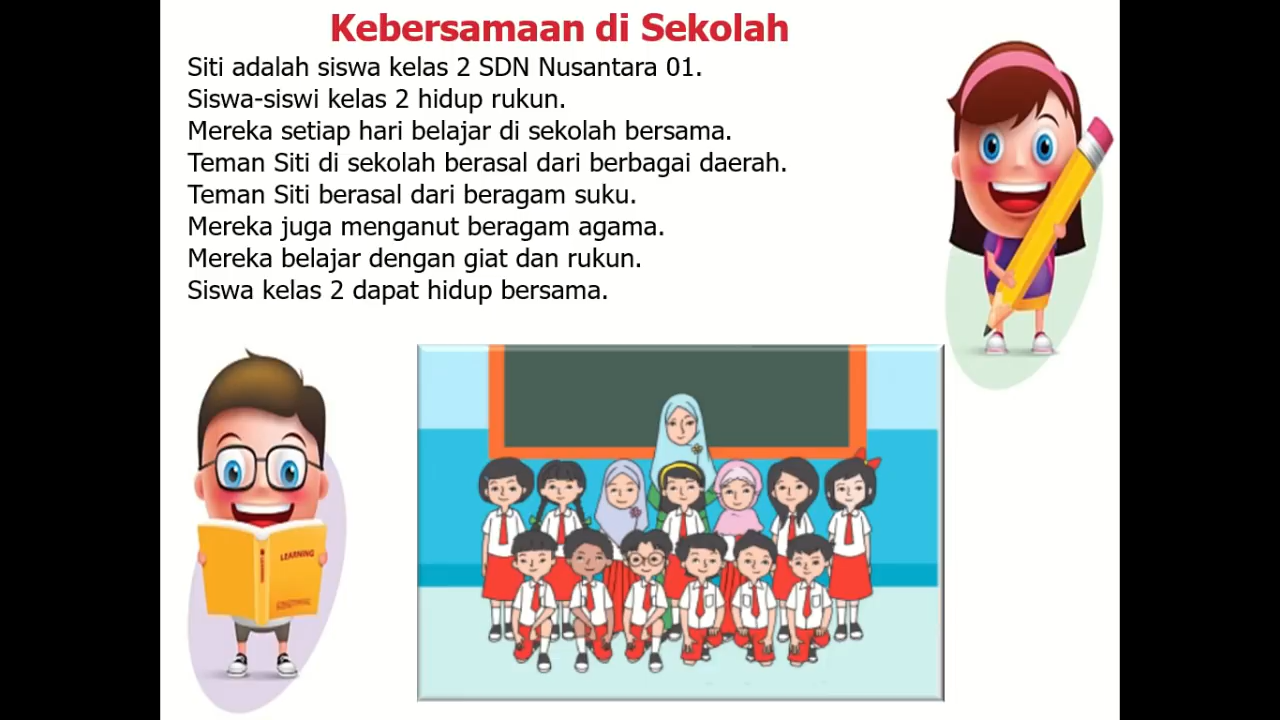 Kebersamaan di Sekolah
Siti adalah siswa kelas 2 SDN Nusantara 01.
Siswa-siswi kelas 2 hidup rukun.
Mereka setiap hari belajar di sekolah bersama.
Teman Siti di sekolah berasal dari berbagai daerah.
Teman Siti berasal dari beragam suku.
Mereka juga menganut beragam agama.
Mereka belajar dengan giat dan rukun.
Siswa kelas 2 dapat hidup bersama.
LEARNING